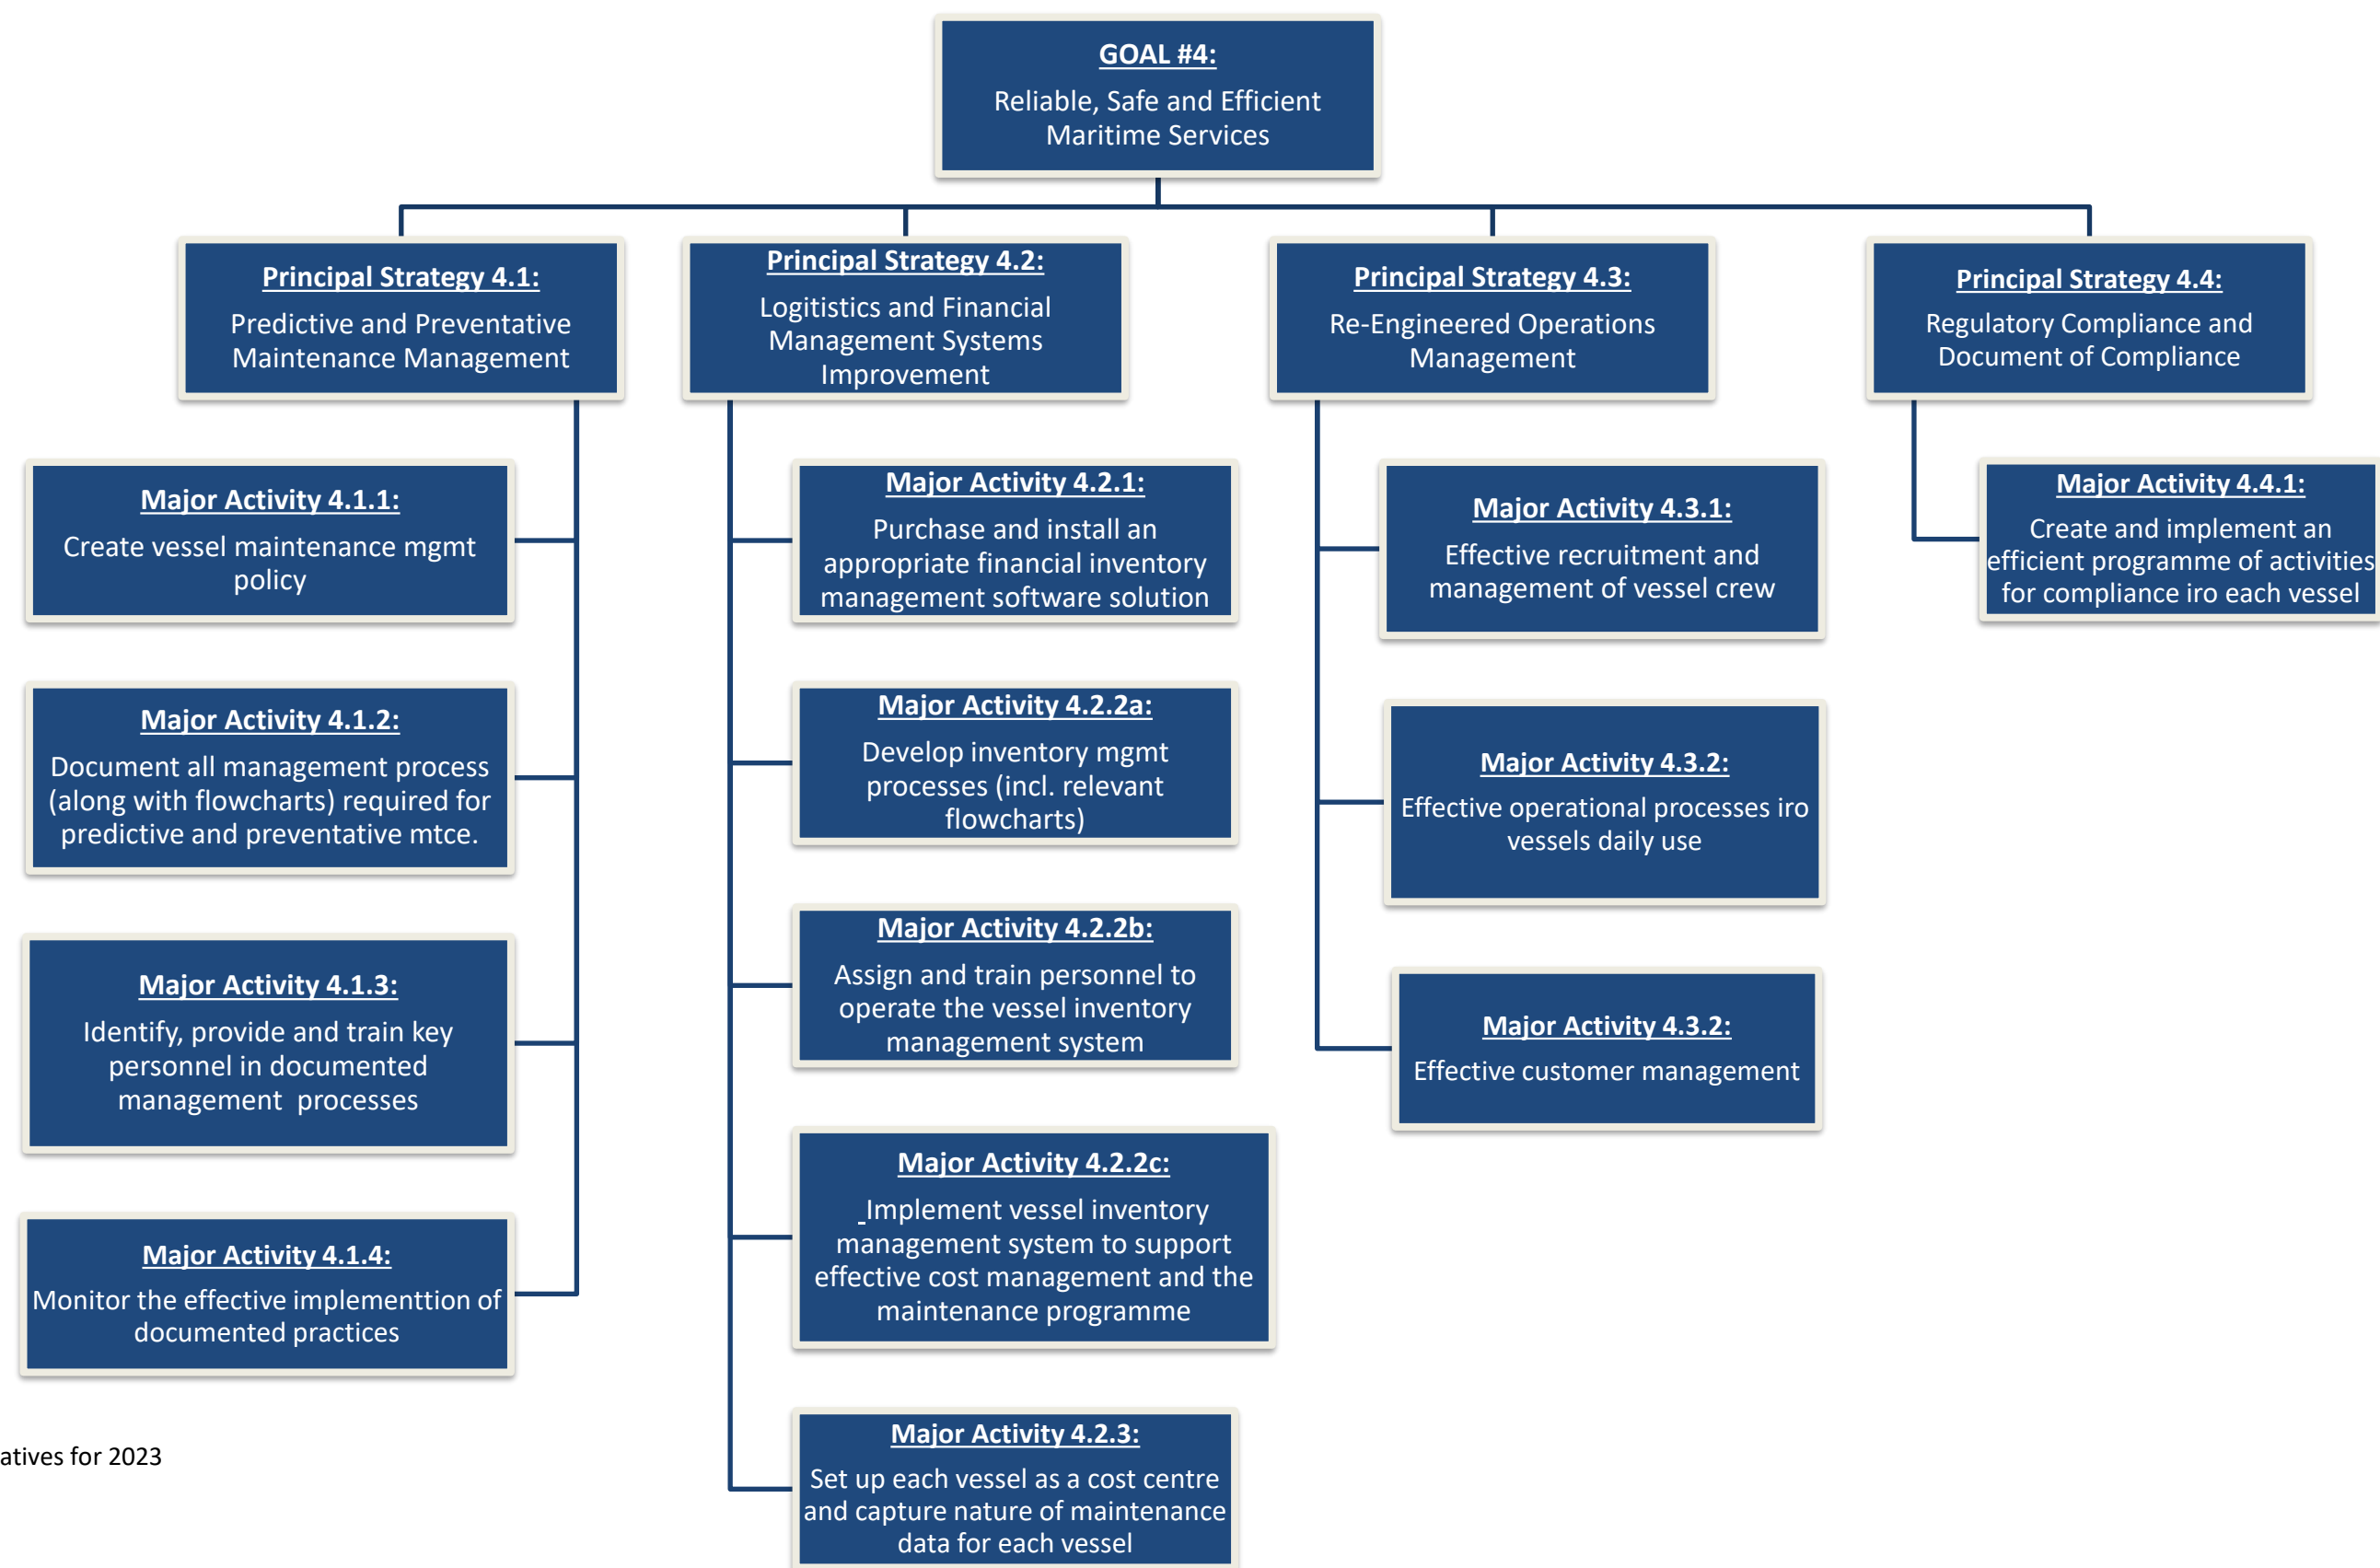 GOAL #4:
Reliable, Safe and Efficient
Maritime Services
Principal Strategy 4.1:
Predictive and Preventative
Maintenance Management
Major Activity 4.1.1:
Create vessel maintenance mgmt
policy
Major Activity 4.1.2:
Document all management process
(along with flowcharts) required for
predictive and preventative mtce.
Major Activity 4.1.3:
Identify, provide and train key
personnel in documented
management processes
Major Activity 4.1.4:
Monitor the effective implementtion of
documented practices
Principal Strategy 4.2:
Logitistics and Financial
Management Systems
Improvement
Major Activity 4.2.1:
Purchase and install an
appropriate financial inventory
management software solution
Major Activity 4.2.2a:
Develop inventory mgmt
processes (incl. relevant
flowcharts)
Major Activity 4.2.2b:
Assign and train personnel to
operate the vessel inventory
management system
Major Activity 4.2.2c:
Implement vessel inventory
management system to support
effective cost management and the
maintenance programme
Major Activity 4.2.3:
Set up each vessel as a cost centre
and capture nature of maintenance
data for each vessel
Principal Strategy 4.3:
Re-Engineered Operations
Management
Major Activity 4.3.1:
Effective recruitment and
management of vessel crew
Major Activity 4.3.2:
Effective operational processes iro
vessels daily use
Major Activity 4.3.2:
Effective customer management
Principal Strategy 4.4:
Regulatory Compliance and
Document of Compliance
Major Activity 4.4.1:
Create and implement an
efficient programme of activities
for compliance iro each vessel
atives for 2023